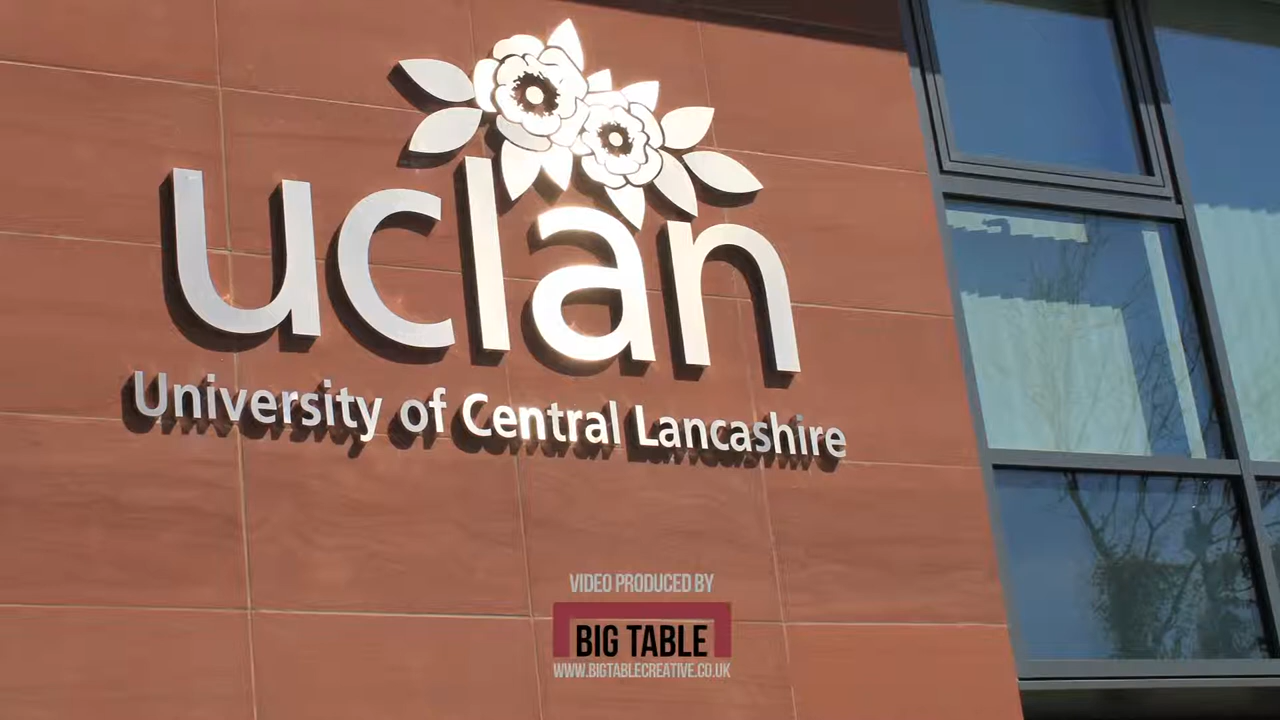 uclan
University of Central Lancashire
VIDEO PRODUCED BY
BIG TABLE
WWW.BIGTABLECREATIVE.CO.UK